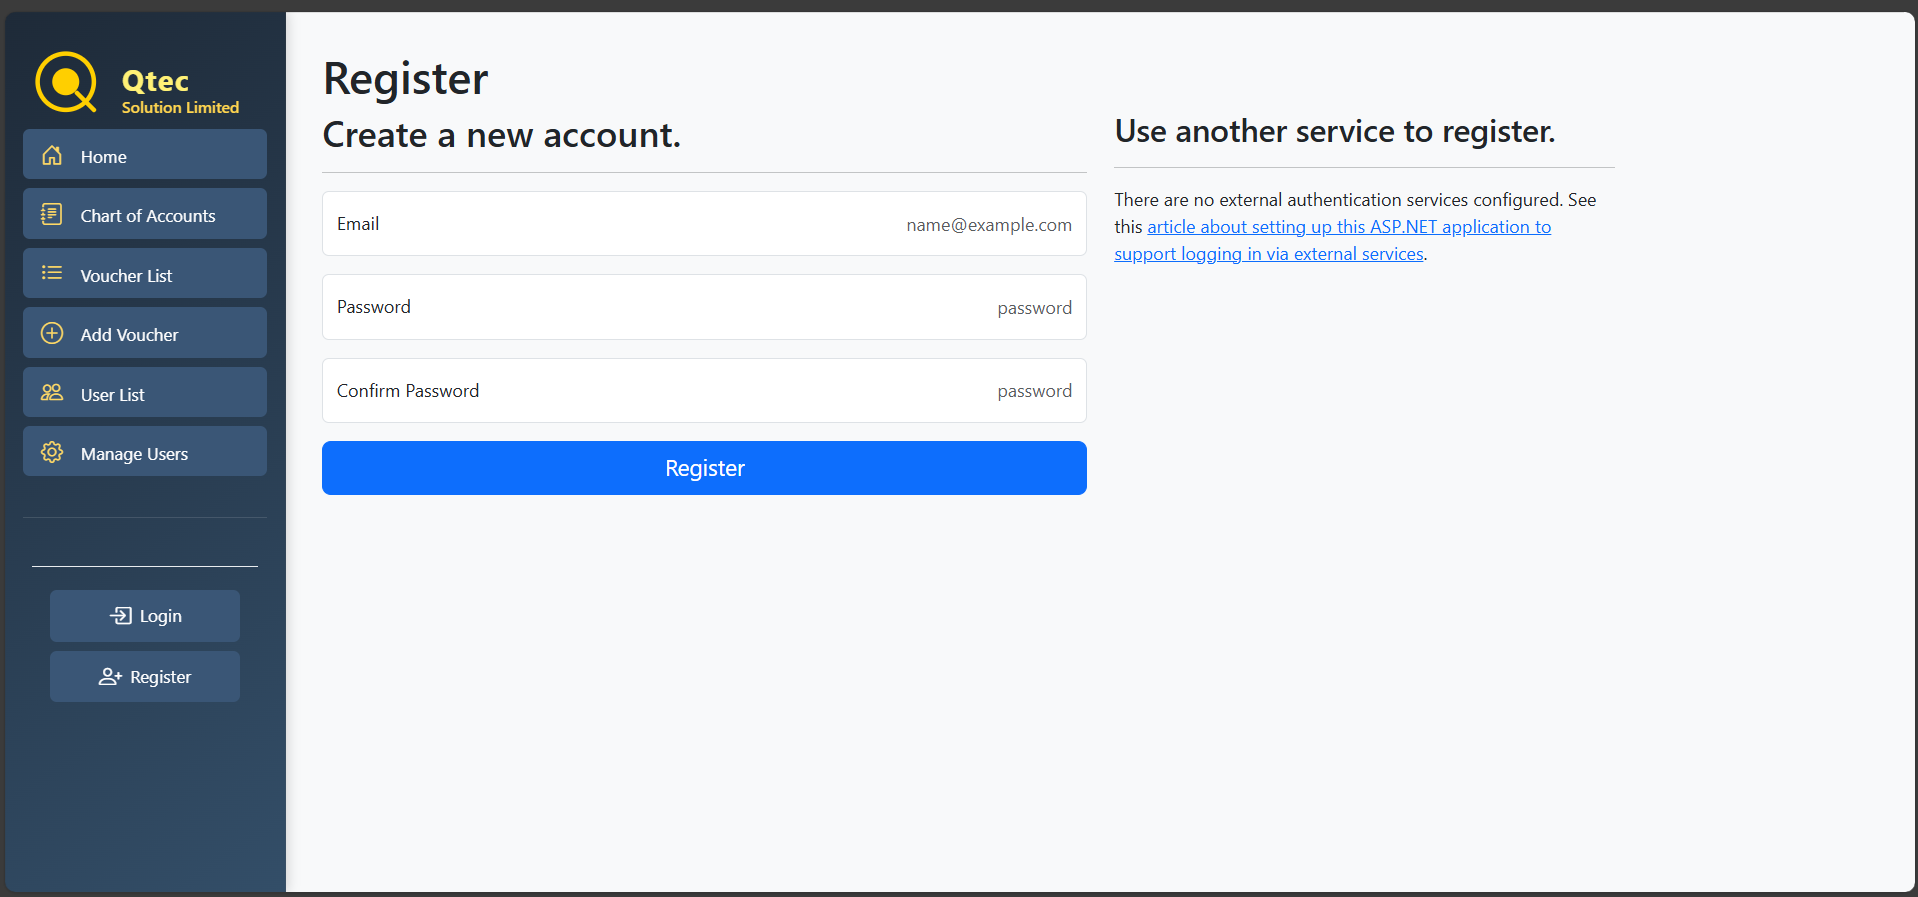 Qtec
Solution Limited
Home
Chart of Accounts
Voucher List
Add Voucher
User List
Manage Users
Login
Register
Register
Create a new account.
Email name@example.com
Password password
Confirm Password password
Register
Use another service to register.
There are no external authentication services configured. See
this article about setting up this ASP.NET application to
support logging in via external services.